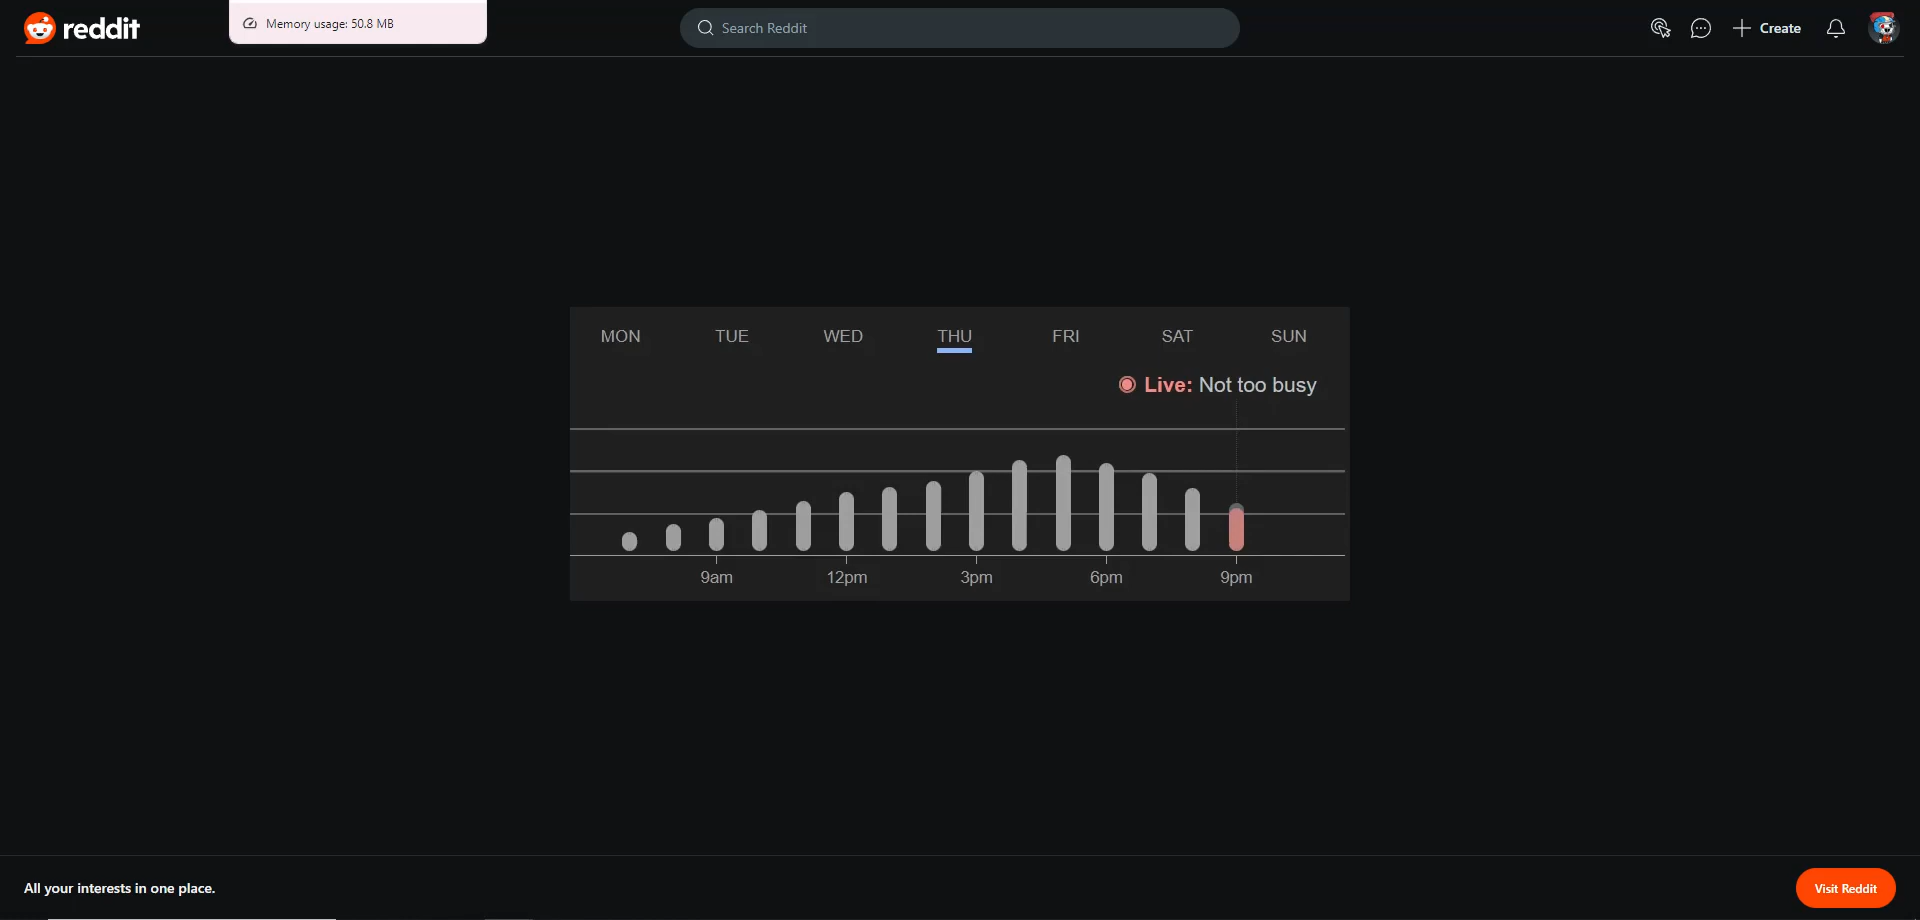 reddit
Memory usage: 50.8 MB
Search Reddit
Create
MON TUE WED THU FRI SAT SUN
Live: Not too busy
9am 12pm 3pm 6pm 9pm
All your interests in one place.
Visit Reddit